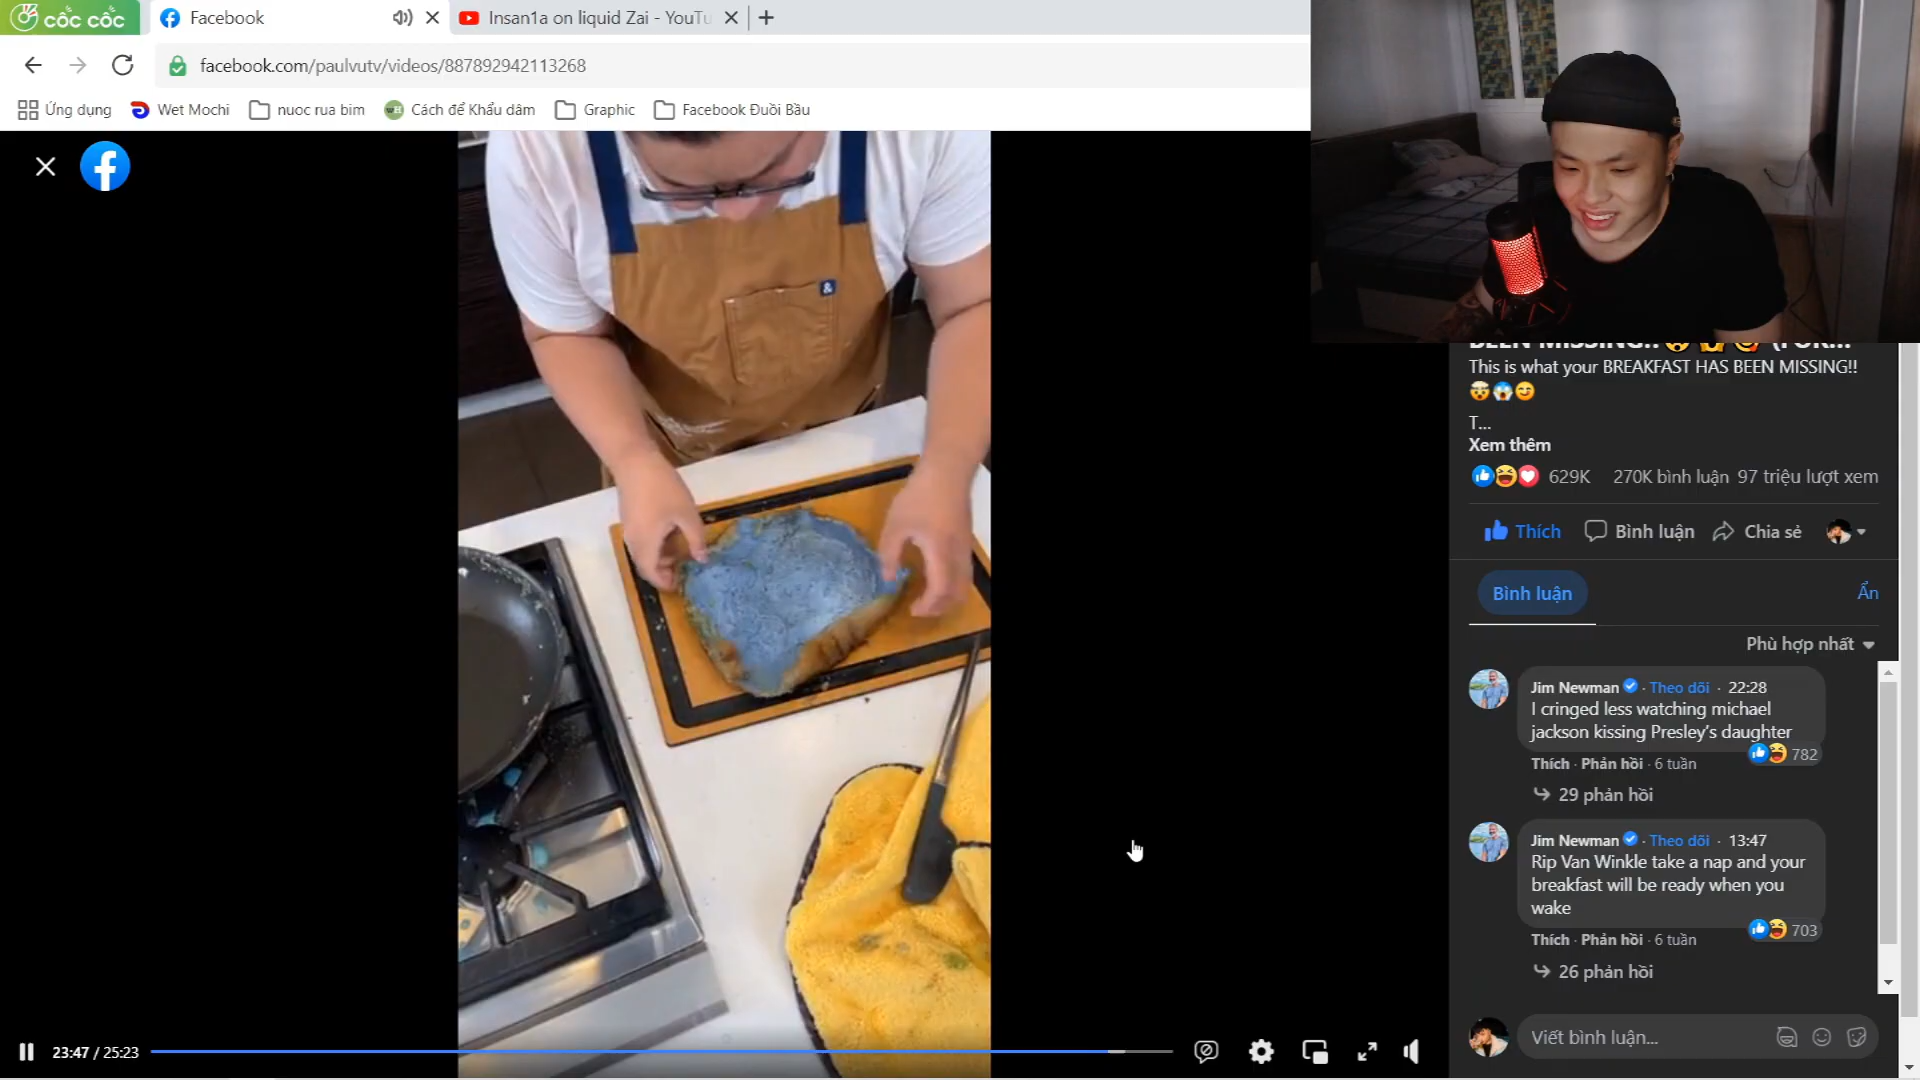 cốc cốc
Facebook
Insan1a on liquid Zai - YouTu
facebook.com/paulvutv/videos/887892942113268
Ứng dụng
Wet Mochi
nuoc rua bim
Cách để Khẩu dâm
Graphic
Facebook Đuồi Bầu
&
This is what your BREAKFAST HAS BEEN MISSING!!
🤯😱😊
T...
Xem thêm
629K 270K bình luận 97 triệu lượt xem
Thích Bình luận Chia sẻ
Bình luận
Ẩn
Phù hợp nhất
Jim Newman · Theo dõi · 22:28
I cringed less watching michael
jackson kissing Presley's daughter
782
Thích · Phản hồi · 6 tuần
29 phản hồi
Jim Newman · Theo dõi · 13:47
Rip Van Winkle take a nap and your
breakfast will be ready when you
wake
703
Thích · Phản hồi · 6 tuần
26 phản hồi
Viết bình luận...
23:47 / 25:23